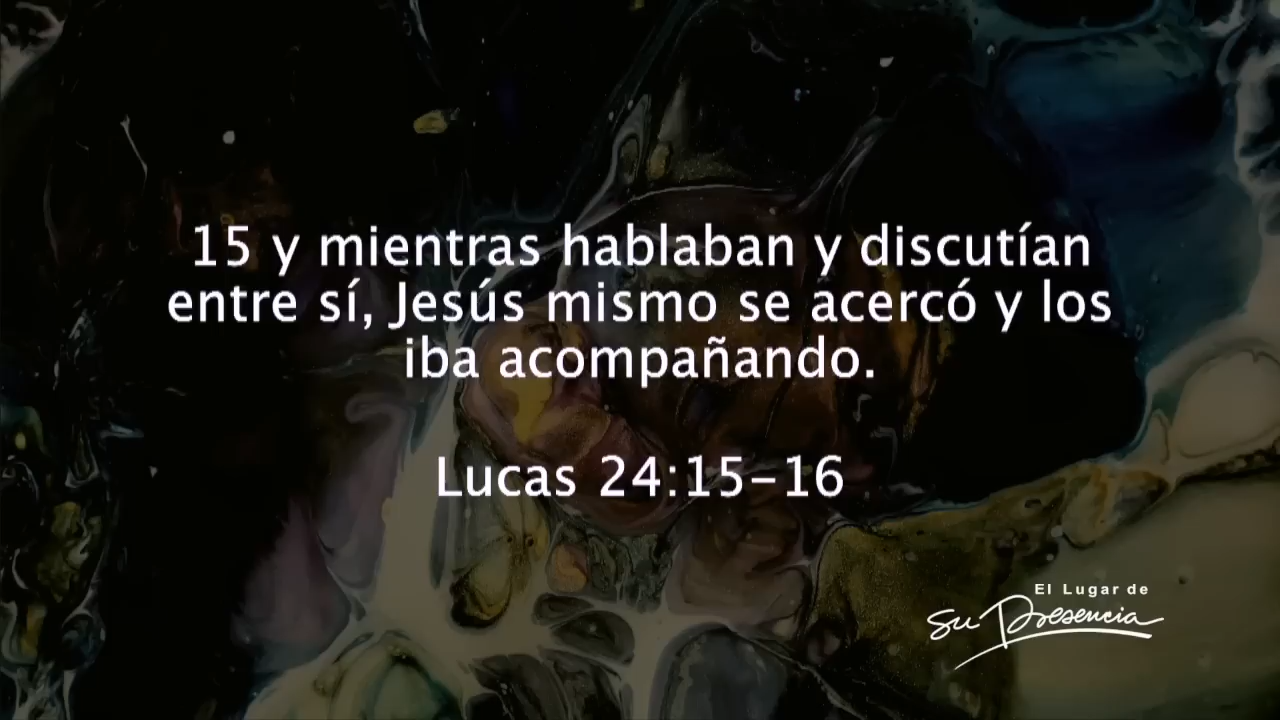 15 y mientras hablaban y discutían
entre sí, Jesús mismo se acercó y los
iba acompañando.
Lucas 24:15-16
El Lugar de
Su Presencia